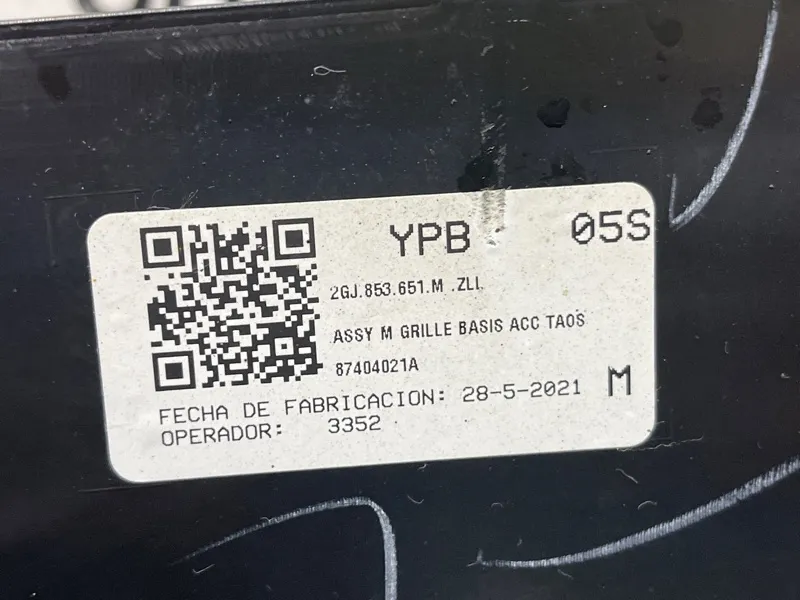 YPB 05S
2GJ.853.651.M .ZLL
ASSY M GRILLE BASIS ACC TAOS
87404021A
FECHA DE FABRICACION: 28-5-2021 M
OPERADOR: 3352